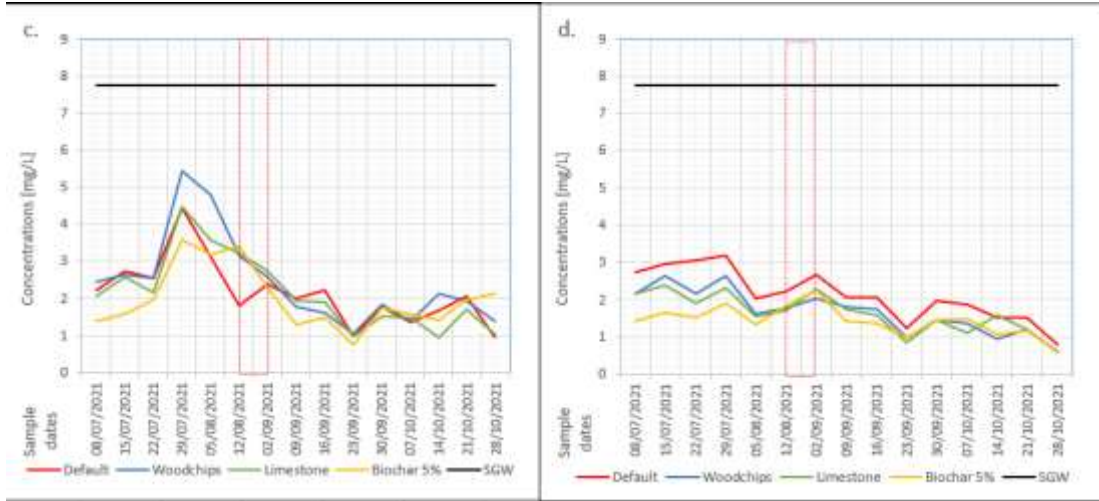 c.
9
8
7
6
5
4
3
2
1
0
Concentrations [mg/L]
Sample
dates
08/07/2021
15/07/2021
22/07/2021
29/07/2021
05/08/2021
12/08/2021
02/09/2021
09/09/2021
16/09/2021
23/09/2021
30/09/2021
07/10/2021
14/10/2021
21/10/2021
28/10/2021
Default
Woodchips
Limestone
Biochar 5%
SGW
d.
9
8
7
6
5
4
3
2
1
0
Concentrations [mg/L]
Sample
dates
08/07/2021
15/07/2021
22/07/2021
29/07/2021
05/08/2021
12/08/2021
02/09/2021
09/09/2021
16/09/2021
23/09/2021
30/09/2021
07/10/2021
14/10/2021
21/10/2021
28/10/2021
Default
Woodchips
Limestone
Biochar 5%
SGW